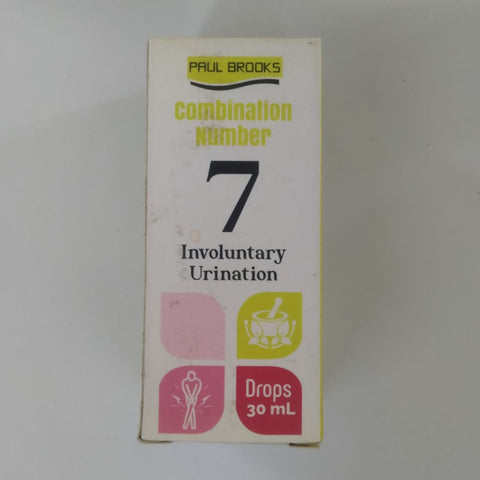 PAUL BROOKS
Combination
Number
7
Involuntary
Urination
Drops
30 mL